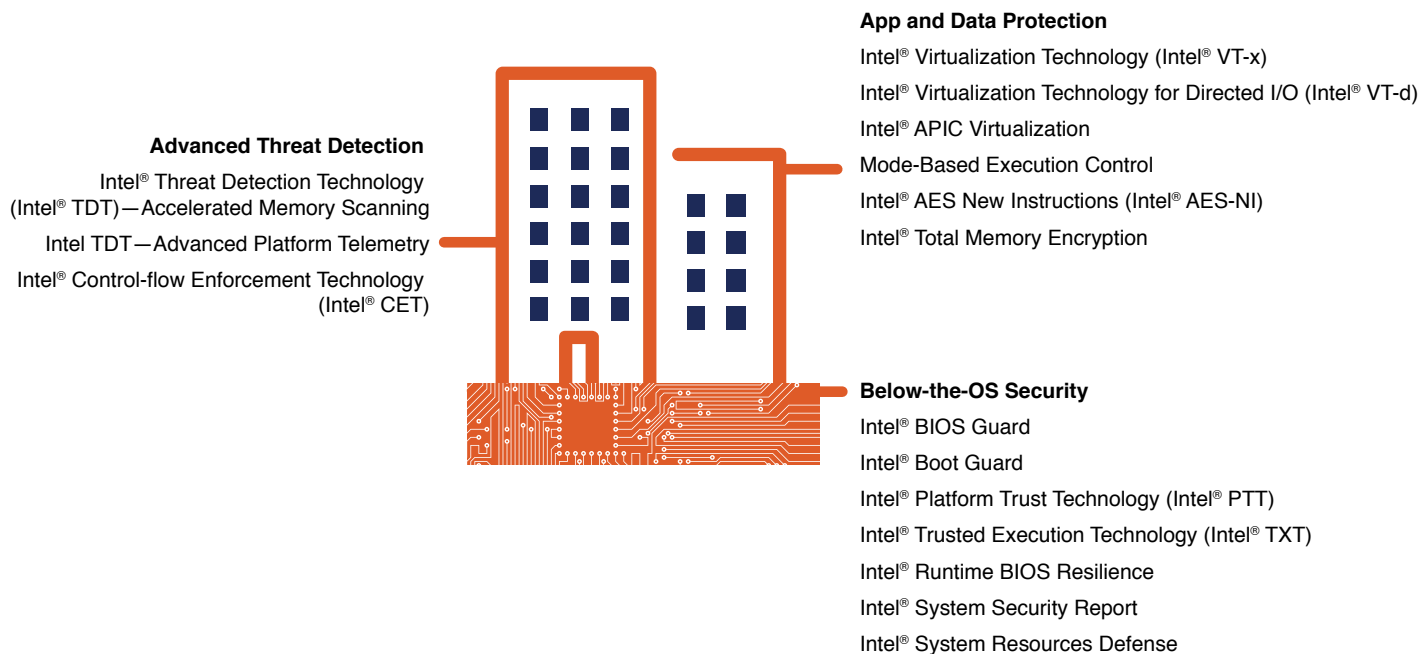 Advanced Threat Detection
Intel® Threat Detection Technology
(Intel® TDT)—Accelerated Memory Scanning
Intel TDT—Advanced Platform Telemetry
Intel® Control-flow Enforcement Technology
(Intel® CET)
App and Data Protection
Intel® Virtualization Technology (Intel® VT-x)
Intel® Virtualization Technology for Directed I/O (Intel® VT-d)
Intel® APIC Virtualization
Mode-Based Execution Control
Intel® AES New Instructions (Intel® AES-NI)
Intel® Total Memory Encryption
Below-the-OS Security
Intel® BIOS Guard
Intel® Boot Guard
Intel® Platform Trust Technology (Intel® PTT)
Intel® Trusted Execution Technology (Intel® TXT)
Intel® Runtime BIOS Resilience
Intel® System Security Report
Intel® System Resources Defense